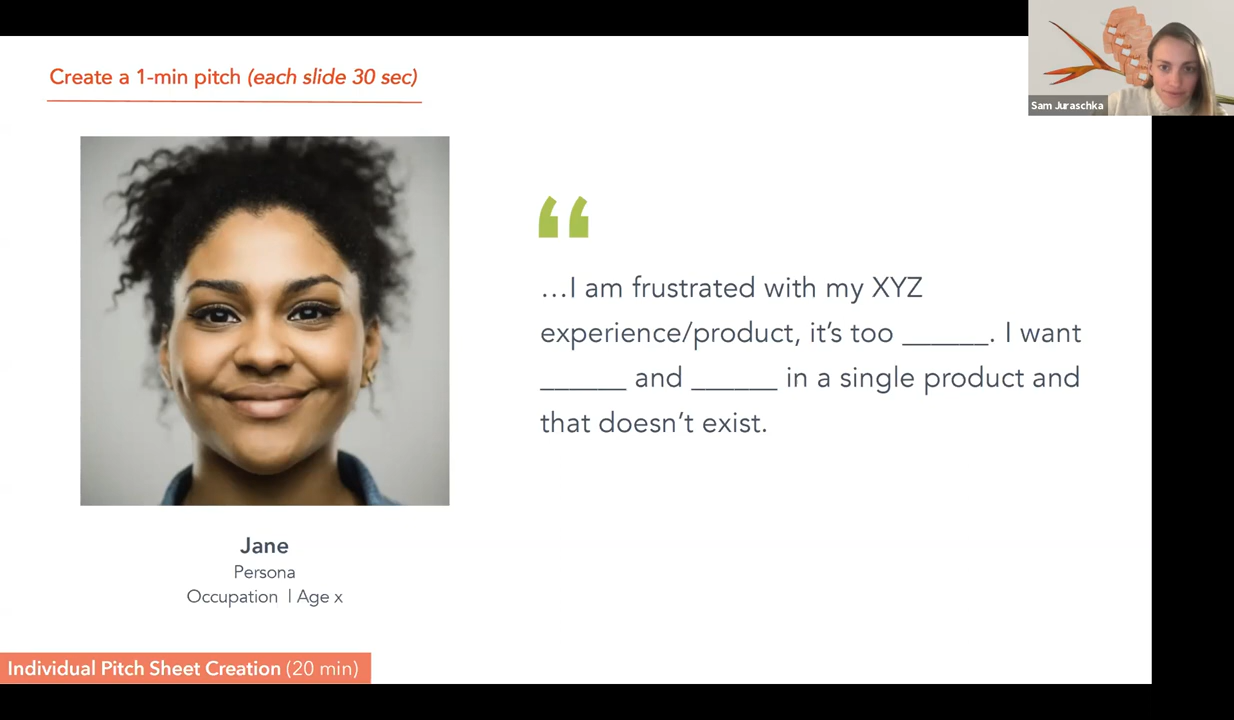 Create a 1-min pitch (each slide 30 sec)
Sam Juraschka
“
…I am frustrated with my XYZ
experience/product, it’s too ______. I want
______ and ______ in a single product and
that doesn’t exist.
Jane
Persona
Occupation | Age x
Individual Pitch Sheet Creation (20 min)